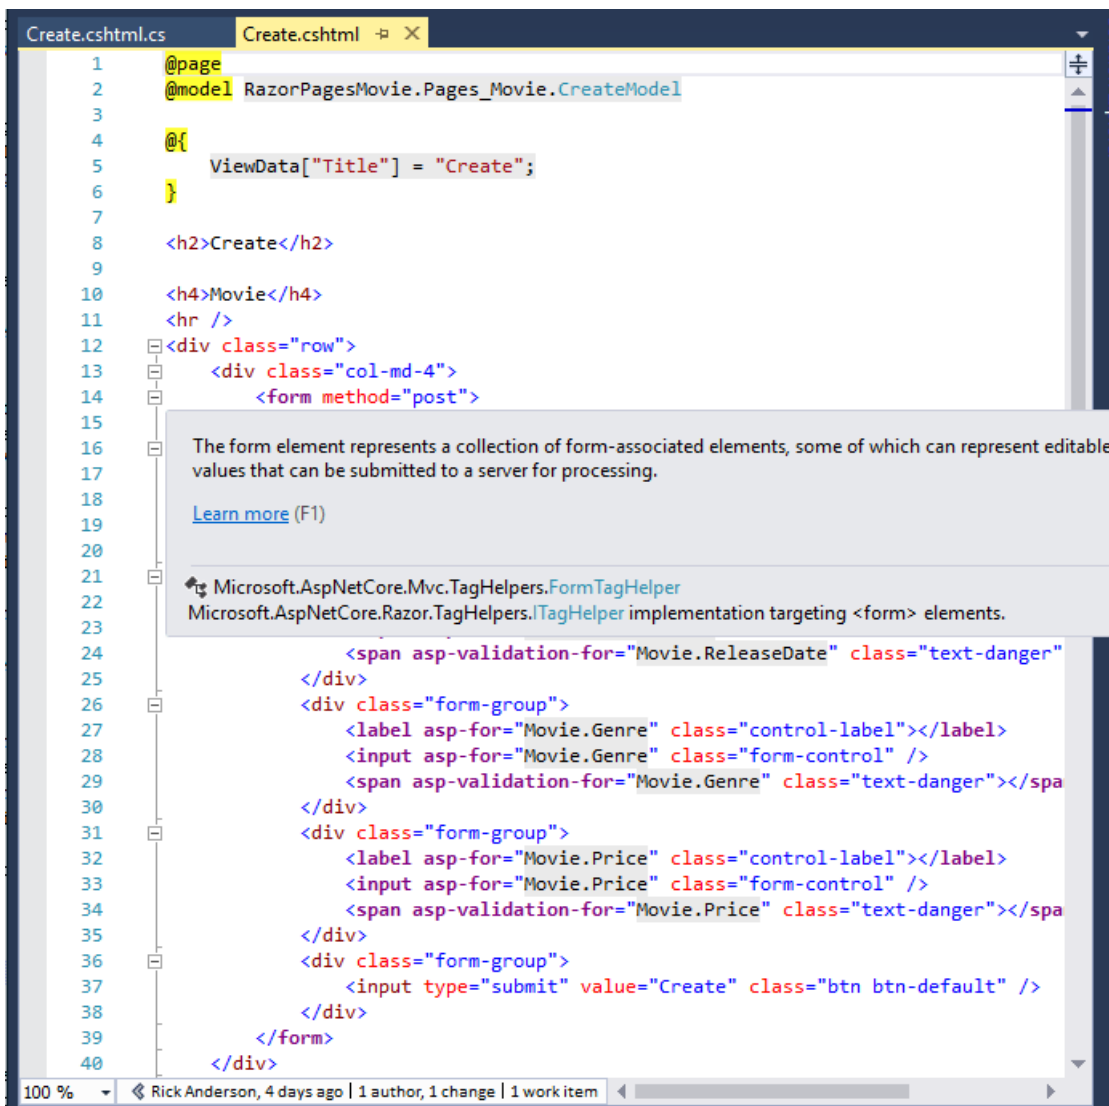 Create.cshtml.cs Create.cshtml
1 @page
2 @model RazorPagesMovie.Pages_Movie.CreateModel
3
4 @{
5 ViewData["Title"] = "Create";
6 }
7
8 <h2>Create</h2>
9
10 <h4>Movie</h4>
11 <hr />
12 <div class="row">
13 <div class="col-md-4">
14 <form method="post">
15
16 The form element represents a collection of form-associated elements, some of which can represent editable
17 values that can be submitted to a server for processing.
18
19 Learn more (F1)
20
21 Microsoft.AspNetCore.Mvc.TagHelpers.FormTagHelper
22 Microsoft.AspNetCore.Razor.TagHelpers.ITagHelper implementation targeting <form> elements.
23
24 <span asp-validation-for="Movie.ReleaseDate" class="text-danger"
25 </div>
26 <div class="form-group">
27 <label asp-for="Movie.Genre" class="control-label"></label>
28 <input asp-for="Movie.Genre" class="form-control" />
29 <span asp-validation-for="Movie.Genre" class="text-danger"></spa
30 </div>
31 <div class="form-group">
32 <label asp-for="Movie.Price" class="control-label"></label>
33 <input asp-for="Movie.Price" class="form-control" />
34 <span asp-validation-for="Movie.Price" class="text-danger"></spa
35 </div>
36 <div class="form-group">
37 <input type="submit" value="Create" class="btn btn-default" />
38 </div>
39 </form>
40 </div>
100 % Rick Anderson, 4 days ago | 1 author, 1 change | 1 work item